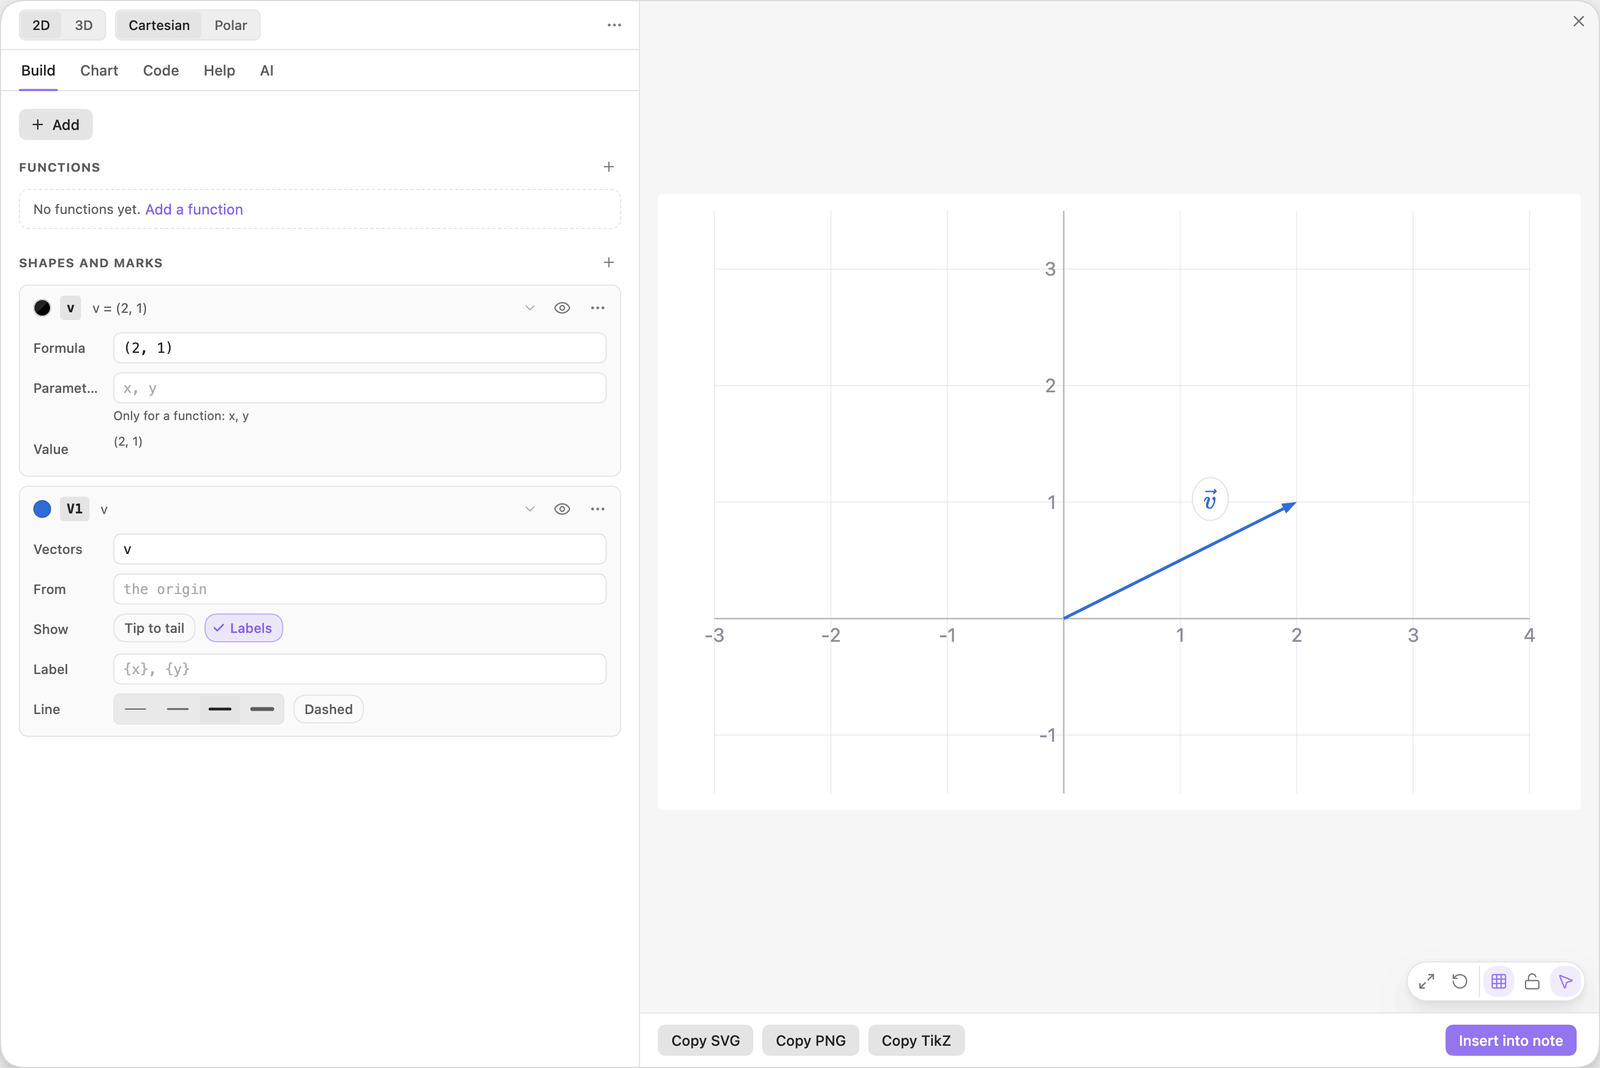 2D 3D Cartesian Polar
Build Chart Code Help AI
+ Add
FUNCTIONS
No functions yet. Add a function
SHAPES AND MARKS
v v = (2, 1)
Formula (2, 1)
Paramet... x, y
Only for a function: x, y
Value (2, 1)
V1 v
Vectors v
From the origin
Show Tip to tail Labels
Label {x}, {y}
Line Dashed
3
2
1
v⃗
-3 -2 -1 1 2 3 4
-1
Copy SVG Copy PNG Copy TikZ Insert into note